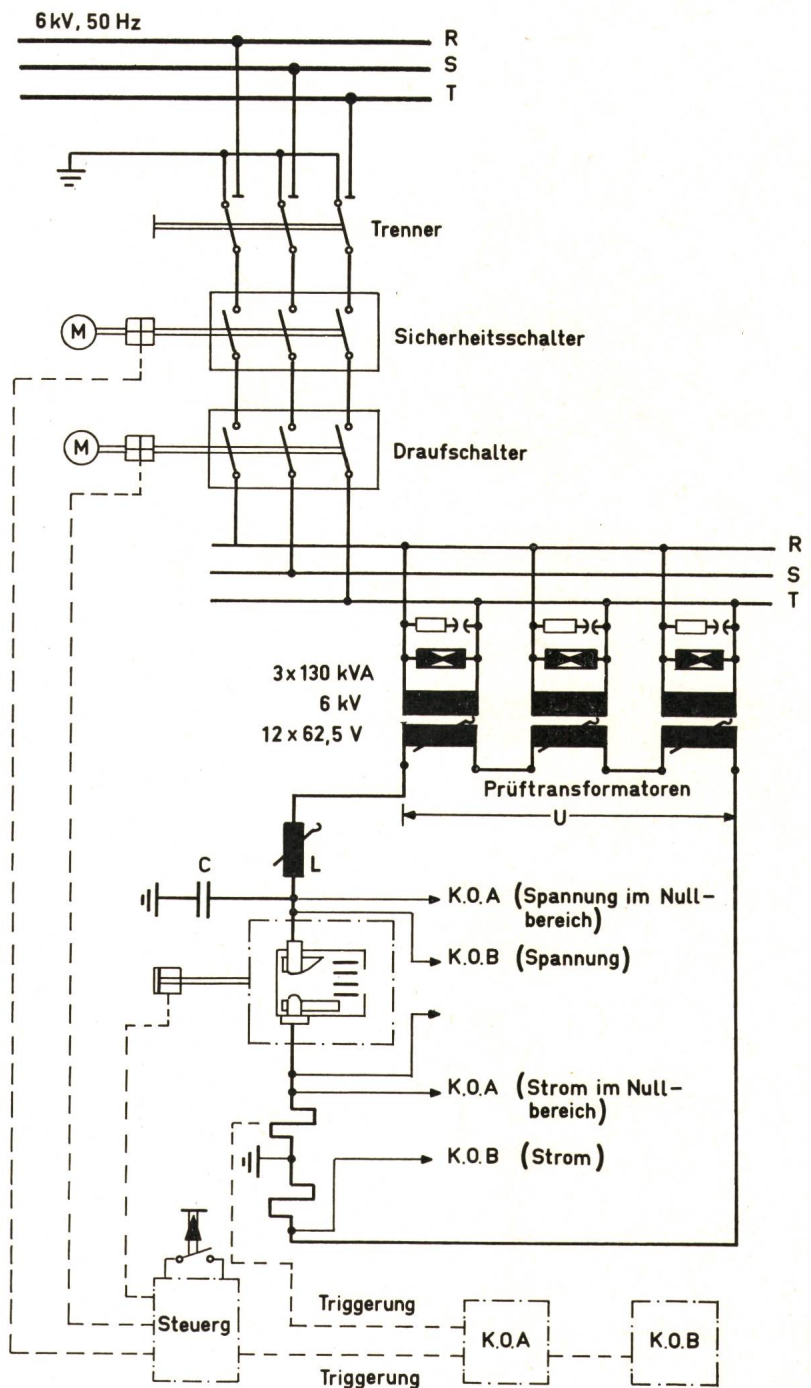 6 kV, 50 Hz
R
S
T
Trenner
M
Sicherheitsschalter
M
Draufschalter
R
S
T
3 x 130 kVA
6 kV
12 x 62,5 V
Prüftransformatoren
U
L
C
K.O.A (Spannung im Null-
bereich)
K.O.B (Spannung)
K.O.A (Strom im Null-
bereich)
K.O.B (Strom)
Triggerung
Steuerg
K.O.A
K.O.B
Triggerung